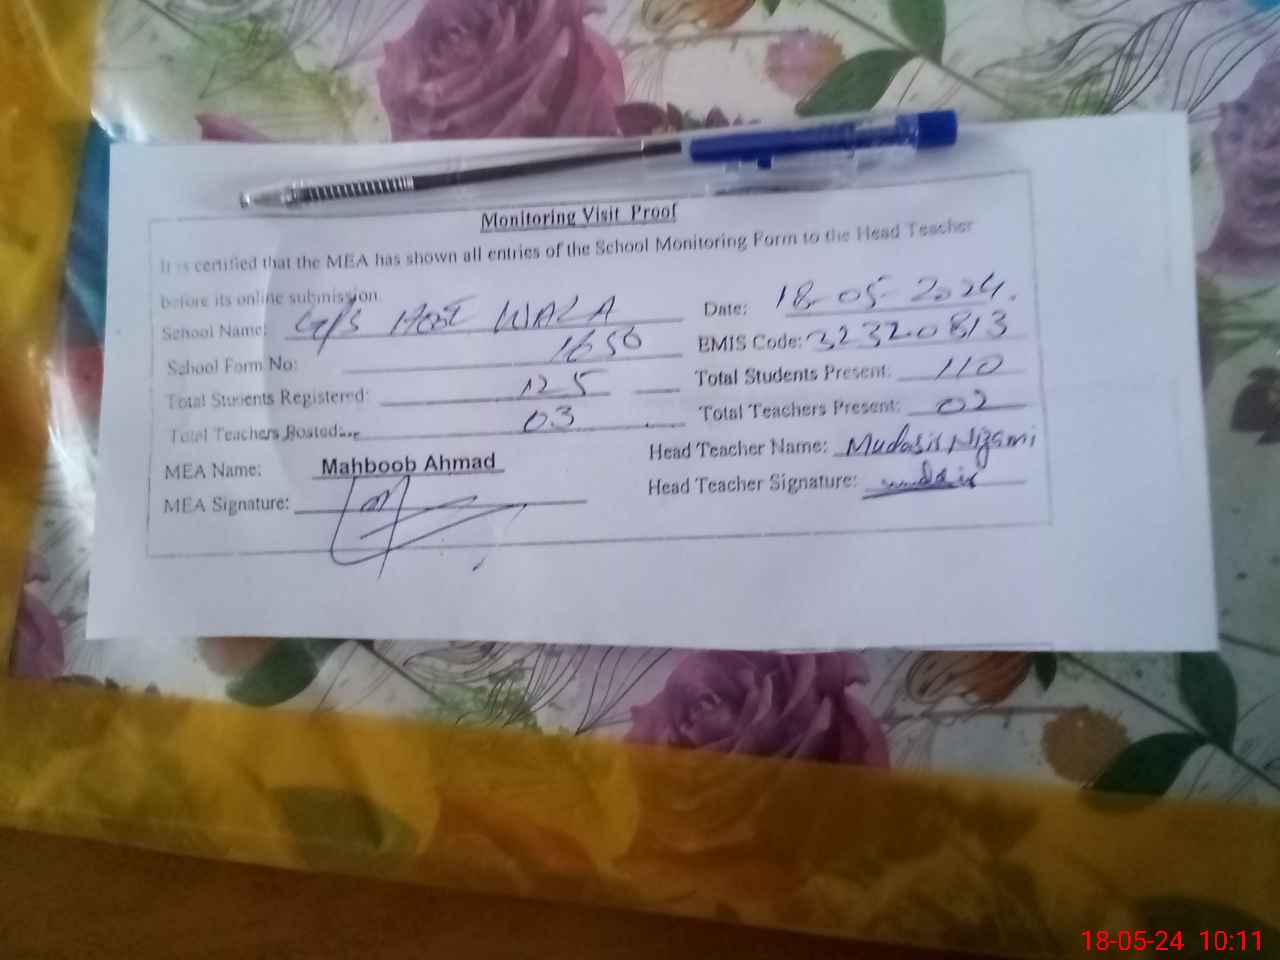 Monitoring Visit Proof
It is certified that the MEA has shown all entries of the School Monitoring Form to the Head Teacher
before its online submission.
School Name: G/S WALA Date: 18-05-2024.
School Form No: 1650 EMIS Code: 32320813
Total Students Registered: 125 Total Students Present: 110
Total Teachers Posted: 03 Total Teachers Present: 02
MEA Name: Mahboob Ahmad Head Teacher Name: Mudasir Nizami
MEA Signature: Head Teacher Signature:
18-05-24 10:11